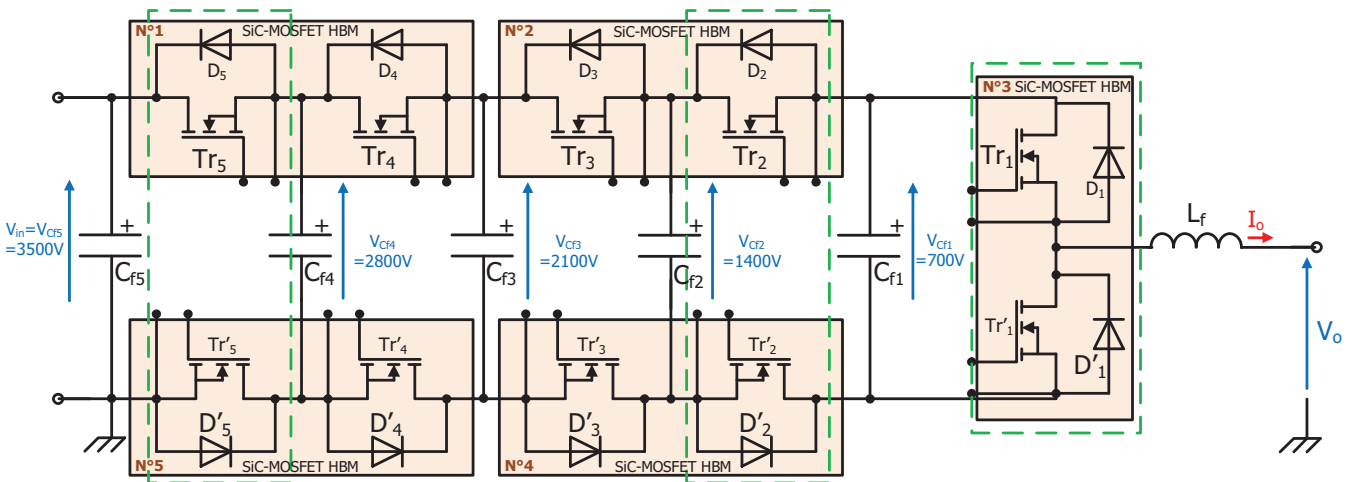 N°1 SiC-MOSFET HBM
N°2 SiC-MOSFET HBM
D₅
D₄
D₃
D₂
N°3 SiC-MOSFET HBM
Tr₅
Tr₄
Tr₃
Tr₂
Tr₁
D₁
Vin=VCf5
=3500V
+
Cf5
+
Cf4
VCf4
=2800V
+
Cf3
VCf3
=2100V
+
Cf2
VCf2
=1400V
+
Cf1
VCf1
=700V
Lf
Io
Tr'₅
Tr'₄
Tr'₃
Tr'₂
Tr'₁
D'₁
Vo
D'₅
D'₄
D'₃
D'₂
N°5 SiC-MOSFET HBM
N°4 SiC-MOSFET HBM